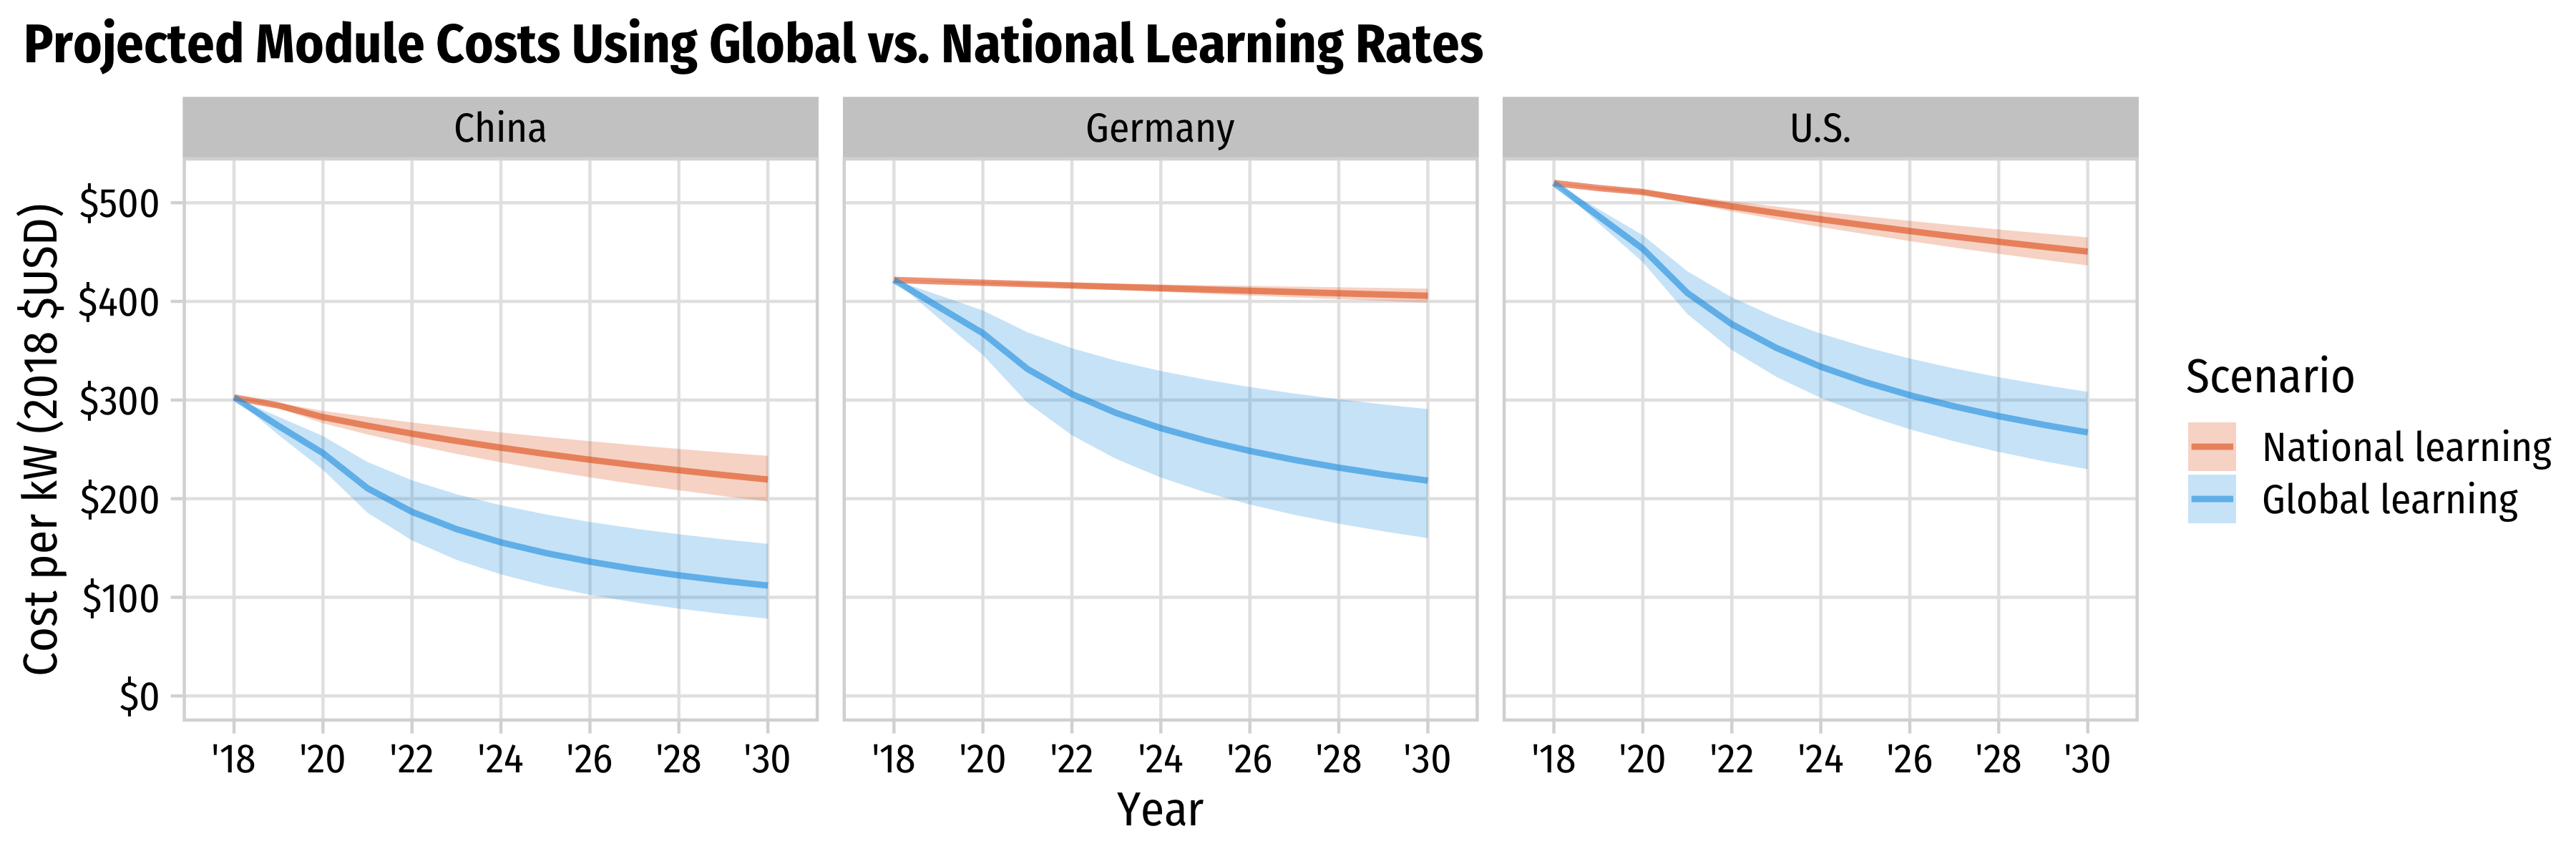 Projected Module Costs Using Global vs. National Learning Rates
China
Germany
U.S.
Cost per kW (2018 $USD)
$500
$400
$300
$200
$100
$0
'18 '20 '22 '24 '26 '28 '30
'18 '20 '22 '24 '26 '28 '30
'18 '20 '22 '24 '26 '28 '30
Year
Scenario
National learning
Global learning